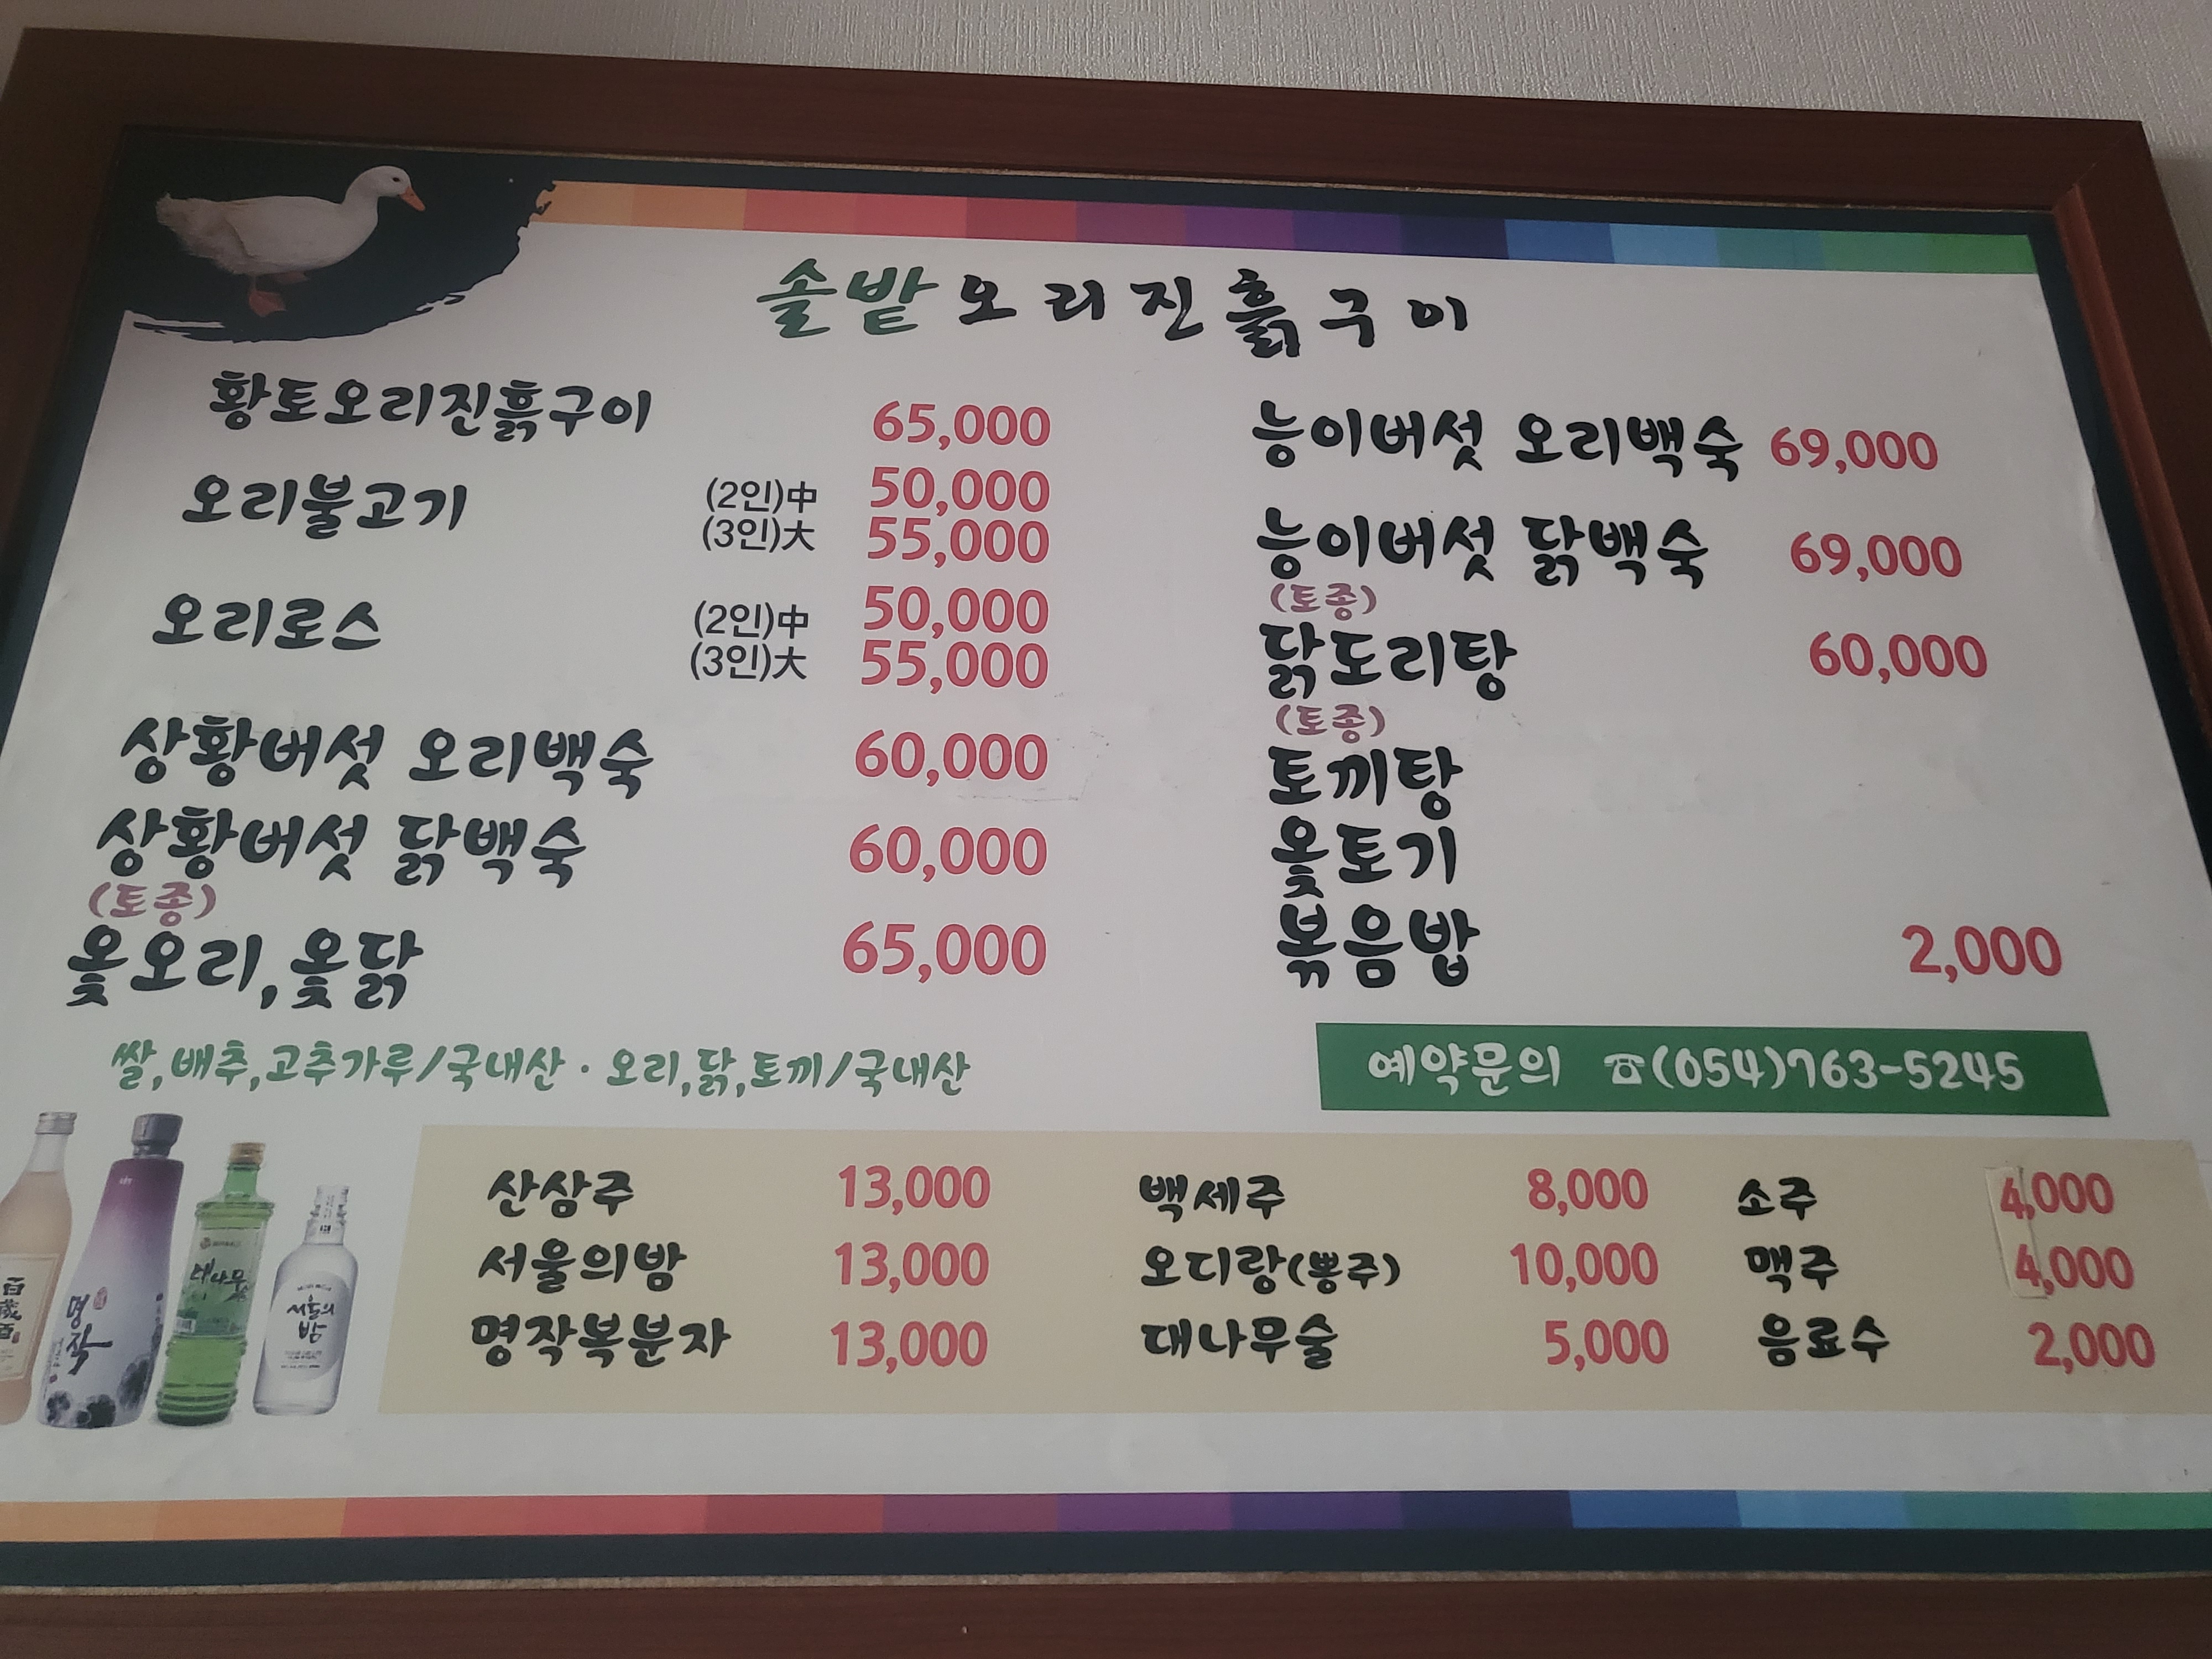 솔밭오리진흙구이
황토오리진흙구이 65,000
오리불고기 (2인)中 50,000
(3인)大 55,000
오리로스 (2인)中 50,000
(3인)大 55,000
상황버섯 오리백숙 60,000
상황버섯 닭백숙 60,000
(토종)
옻오리,옻닭 65,000
능이버섯 오리백숙 69,000
능이버섯 닭백숙 69,000
(토종)
닭도리탕 60,000
(토종)
토끼탕
옻토기
볶음밥 2,000
쌀,배추,고추가루/국내산 · 오리,닭,토끼/국내산
예약문의 ☎(054)763-5245
산삼주 13,000
서울의밤 13,000
명작복분자 13,000
백세주 8,000
오디랑(뽕주) 10,000
대나무술 5,000
소주 4,000
맥주 4,000
음료수 2,000
명작
대나무
서울의
밤